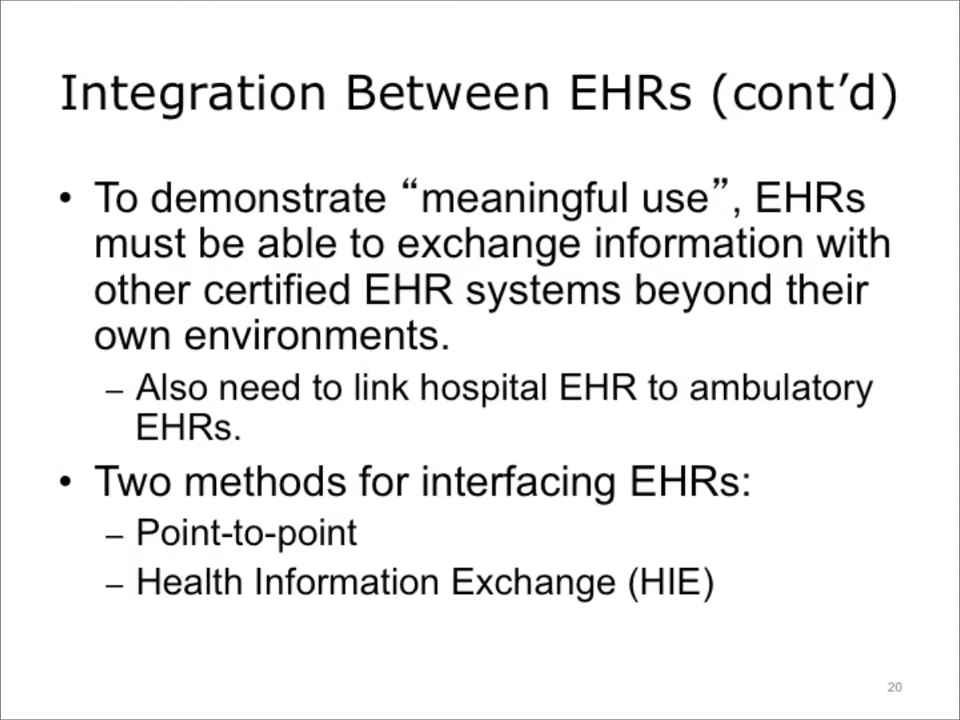 Integration Between EHRs (cont’d)
• To demonstrate “meaningful use”, EHRs
must be able to exchange information with
other certified EHR systems beyond their
own environments.
– Also need to link hospital EHR to ambulatory
EHRs.
• Two methods for interfacing EHRs:
– Point-to-point
– Health Information Exchange (HIE)
20